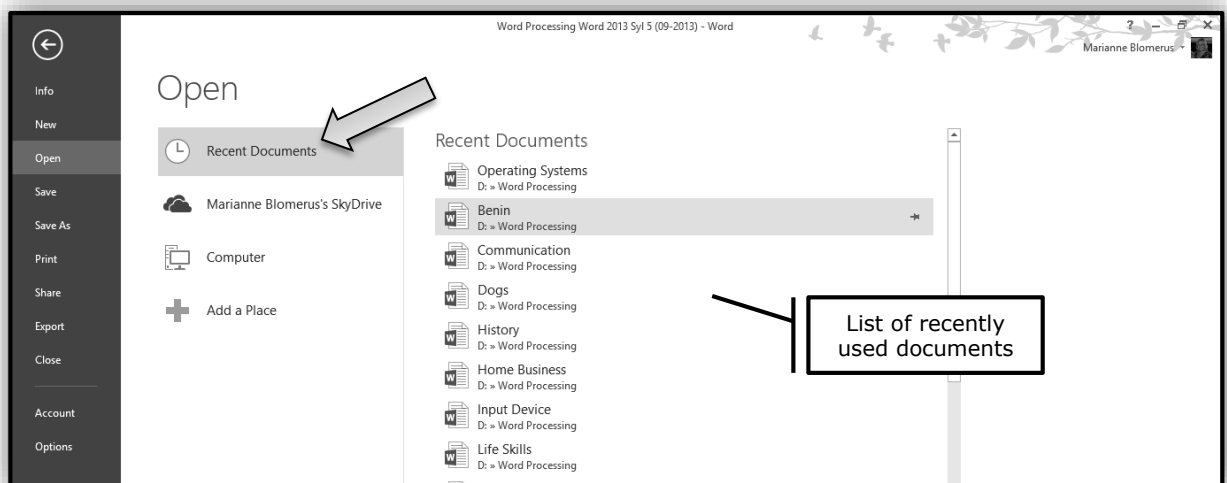 Word Processing Word 2013 Syl 5 (09-2013) - Word
?
Marianne Blomerus
Info
New
Open
Save
Save As
Print
Share
Export
Close
Account
Options
Open
Recent Documents
Marianne Blomerus's SkyDrive
Computer
Add a Place
Recent Documents
Operating Systems
D: » Word Processing
Benin
D: » Word Processing
Communication
D: » Word Processing
Dogs
D: » Word Processing
History
D: » Word Processing
Home Business
D: » Word Processing
Input Device
D: » Word Processing
Life Skills
D: » Word Processing
List of recently
used documents